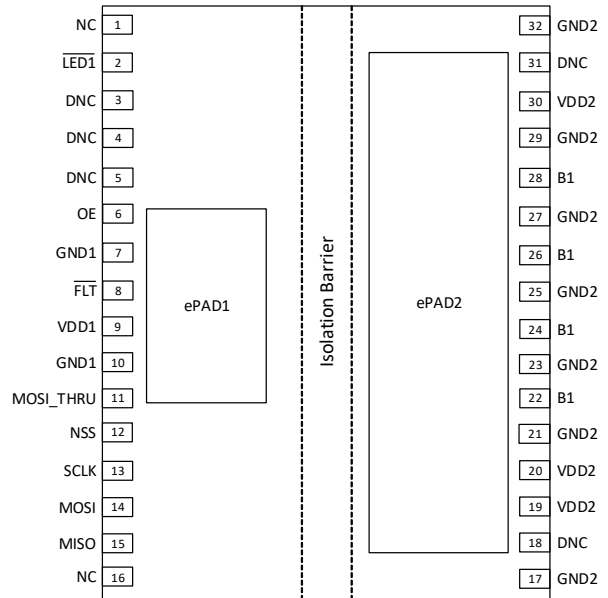 NC 1
LED1 2
DNC 3
DNC 4
DNC 5
OE 6
GND1 7
FLT 8
VDD1 9
GND1 10
MOSI_THRU 11
NSS 12
SCLK 13
MOSI 14
MISO 15
NC 16
ePAD1
Isolation Barrier
ePAD2
32 GND2
31 DNC
30 VDD2
29 GND2
28 B1
27 GND2
26 B1
25 GND2
24 B1
23 GND2
22 B1
21 GND2
20 VDD2
19 VDD2
18 DNC
17 GND2